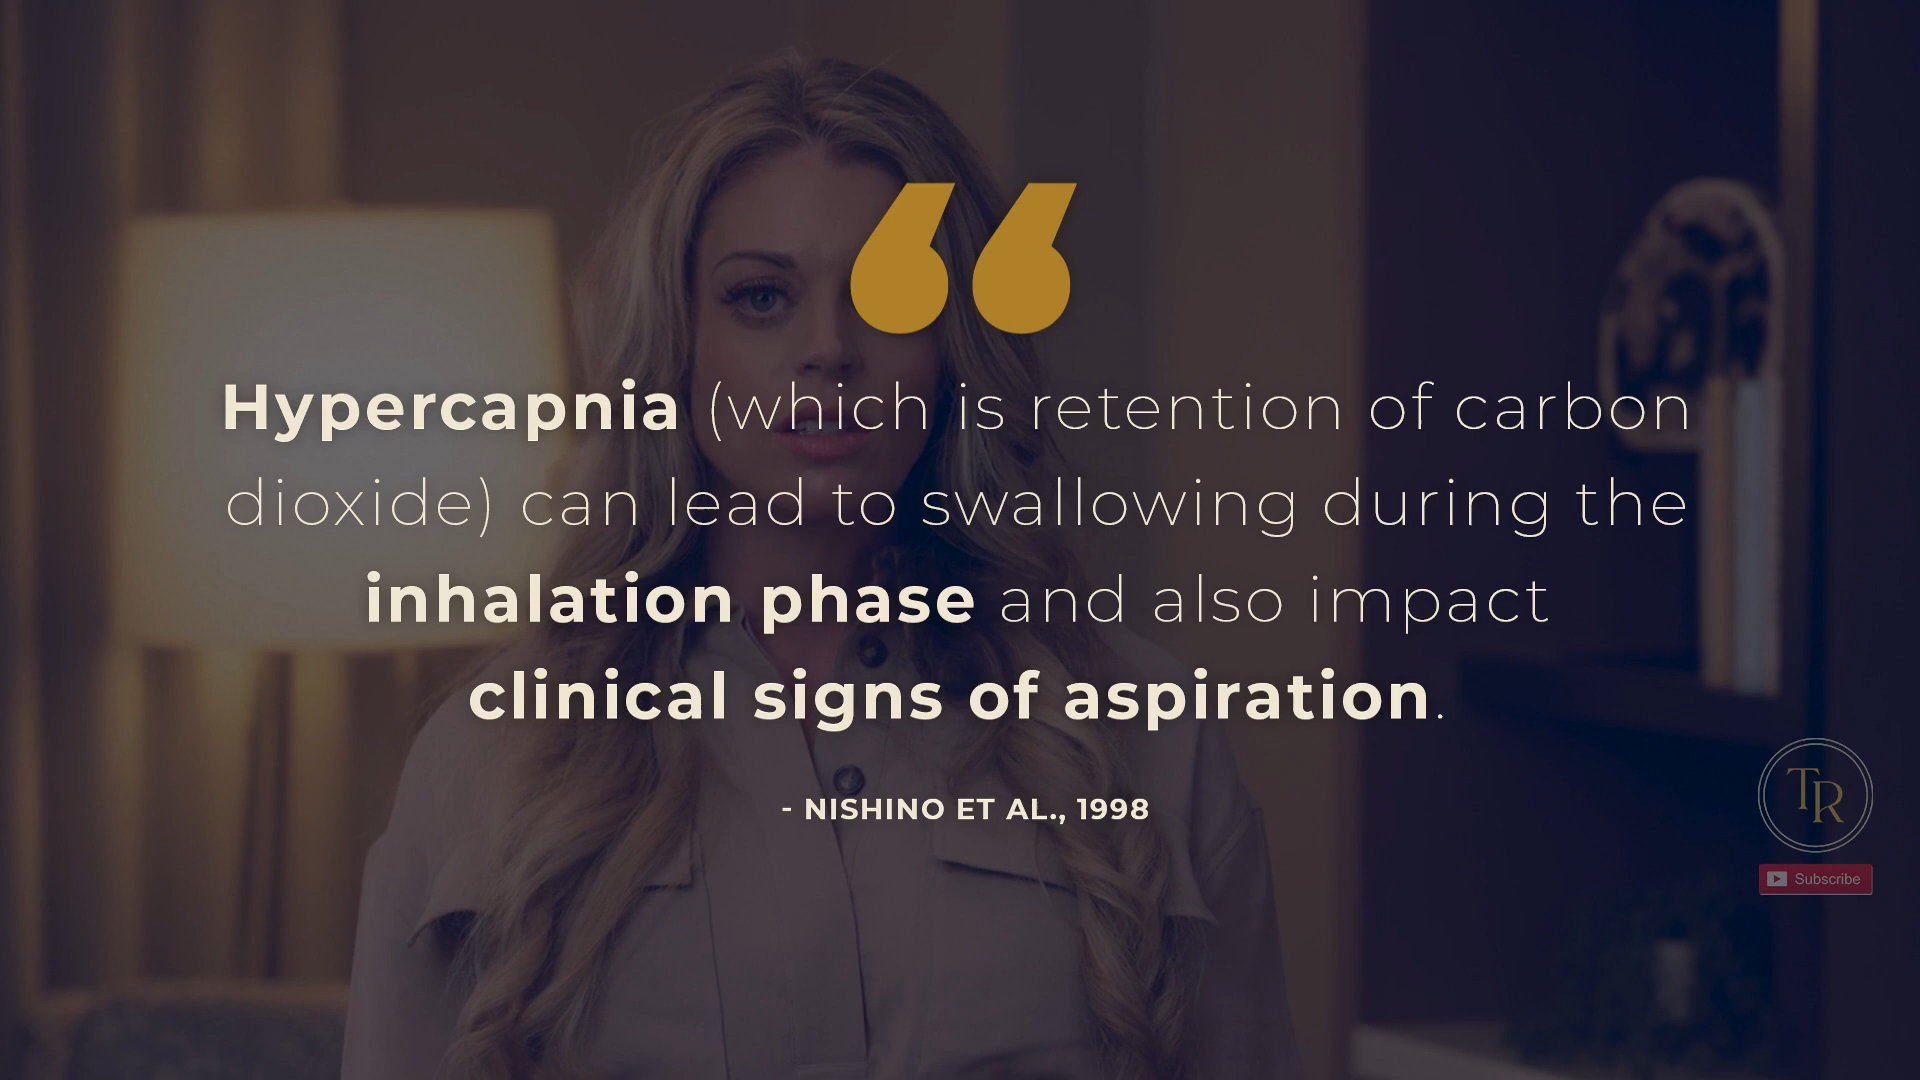 “
Hypercapnia (which is retention of carbon
dioxide) can lead to swallowing during the
inhalation phase and also impact
clinical signs of aspiration.
- NISHINO ET AL., 1998
TR
Subscribe